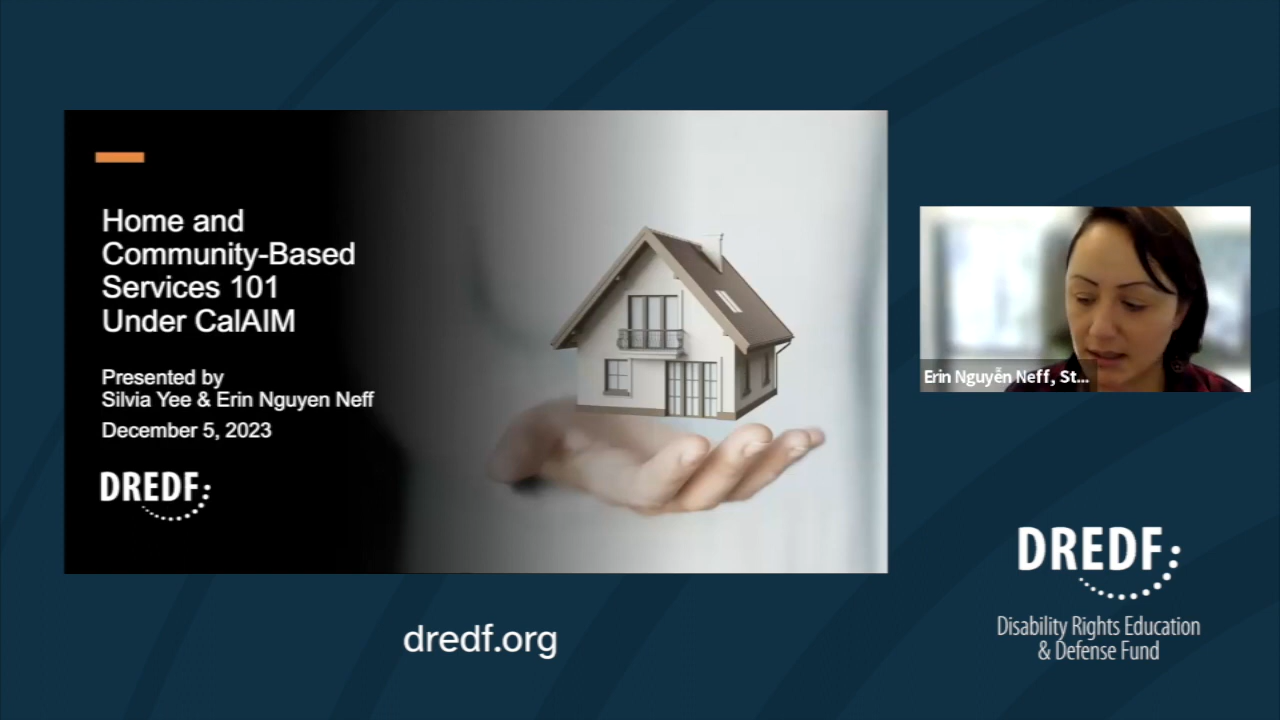 Home and
Community-Based
Services 101
Under CalAIM
Presented by
Silvia Yee & Erin Nguyen Neff
December 5, 2023
DREDF:
Erin Nguyễn Neff, St...
dredf.org
DREDF:
Disability Rights Education
& Defense Fund